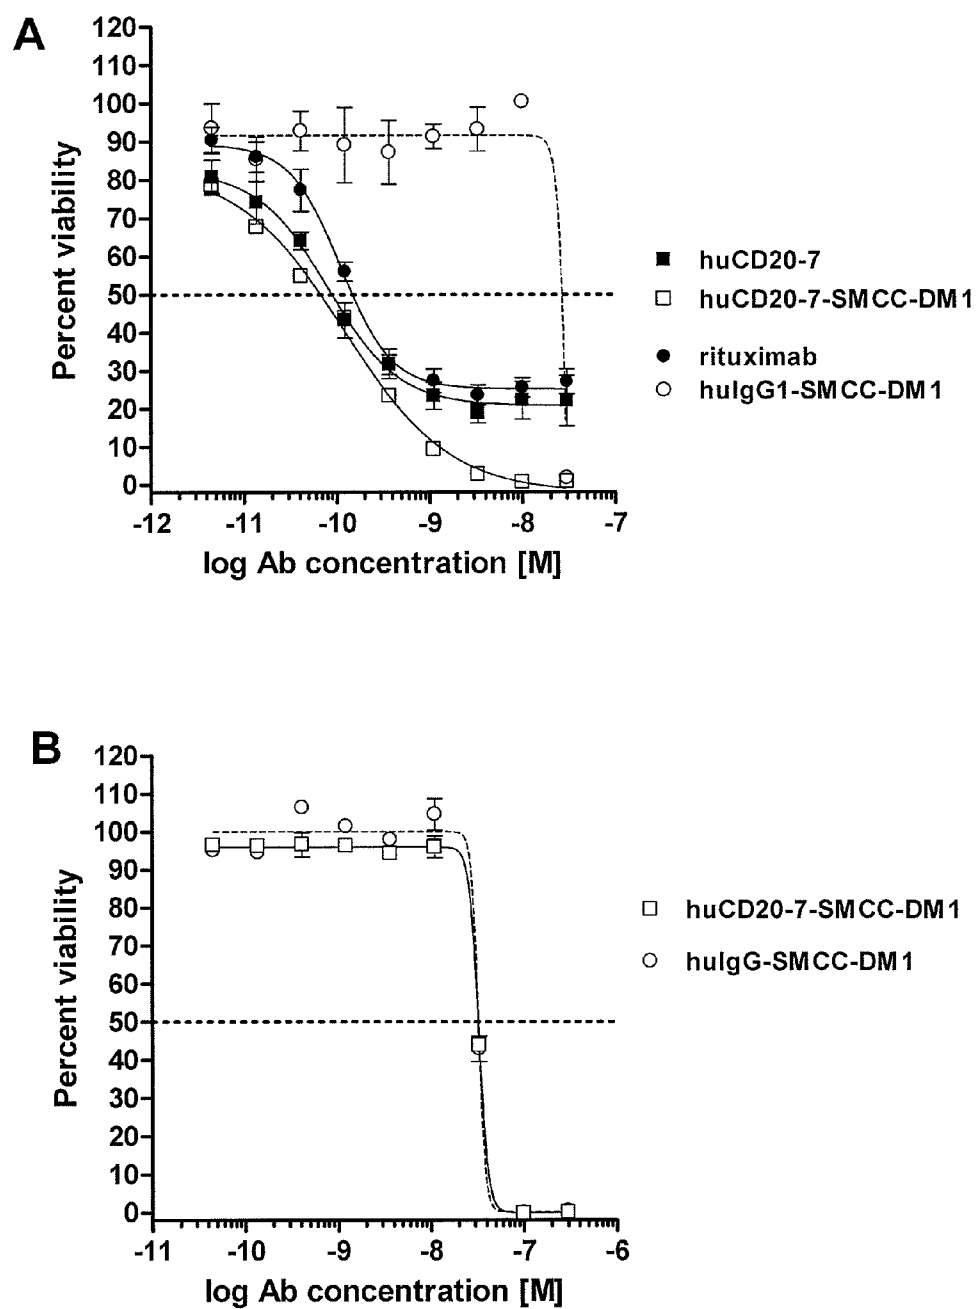 A
120
110
100
90
80
70
60
50
40
30
20
10
0
Percent viability
-12 -11 -10 -9 -8 -7
log Ab concentration [M]
huCD20-7
huCD20-7-SMCC-DM1
rituximab
huIgG1-SMCC-DM1
B
120
110
100
90
80
70
60
50
40
30
20
10
0
Percent viability
-11 -10 -9 -8 -7 -6
log Ab concentration [M]
huCD20-7-SMCC-DM1
huIgG-SMCC-DM1